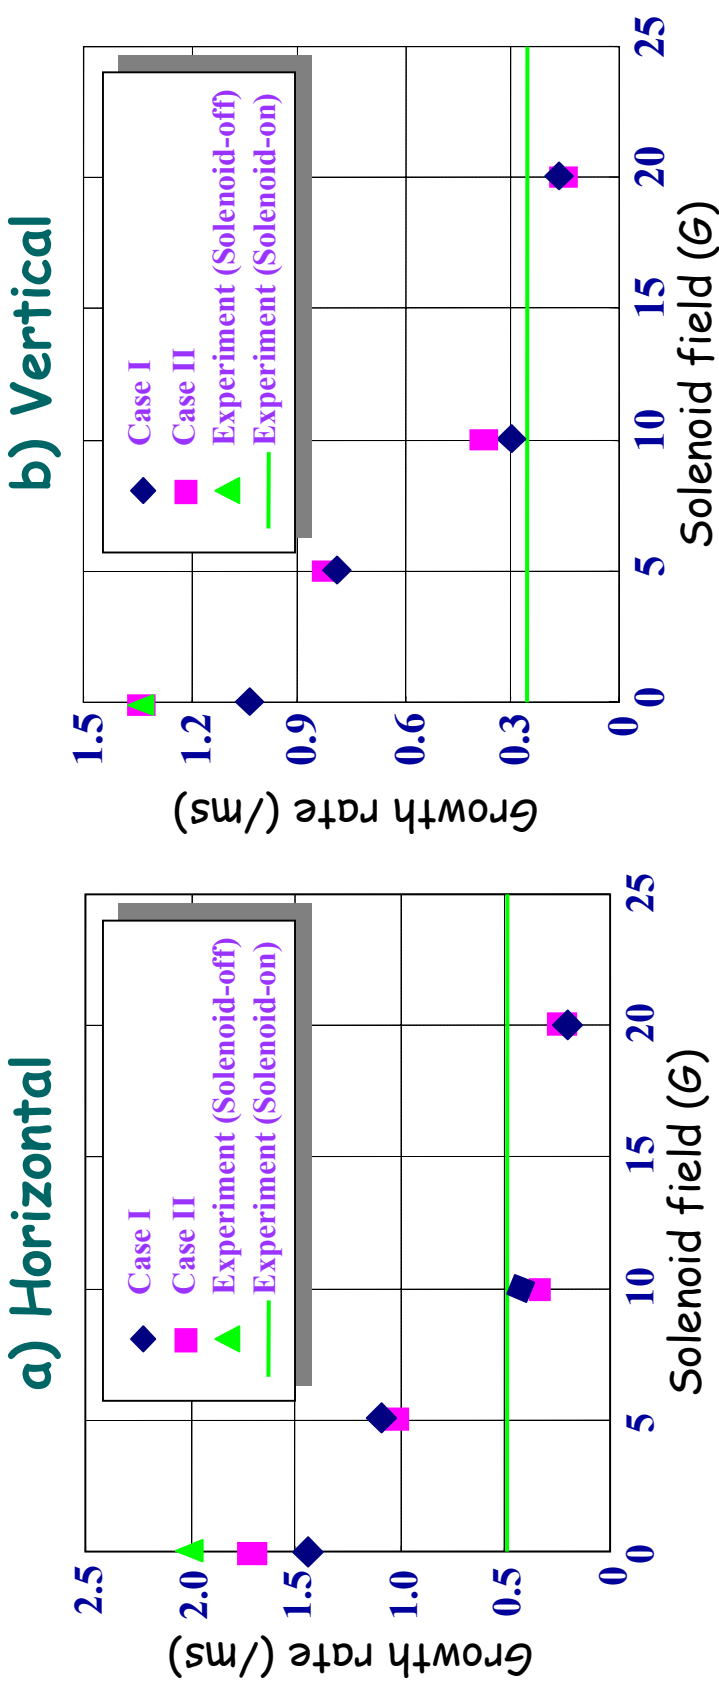 a) Horizontal
2.5
2.0
1.5
1.0
0.5
0
Growth rate (/ms)
Case I
Case II
Experiment (Solenoid-off)
Experiment (Solenoid-on)
0 5 10 15 20 25
Solenoid field (G)
b) Vertical
1.5
1.2
0.9
0.6
0.3
0
Growth rate (/ms)
Case I
Case II
Experiment (Solenoid-off)
Experiment (Solenoid-on)
0 5 10 15 20 25
Solenoid field (G)